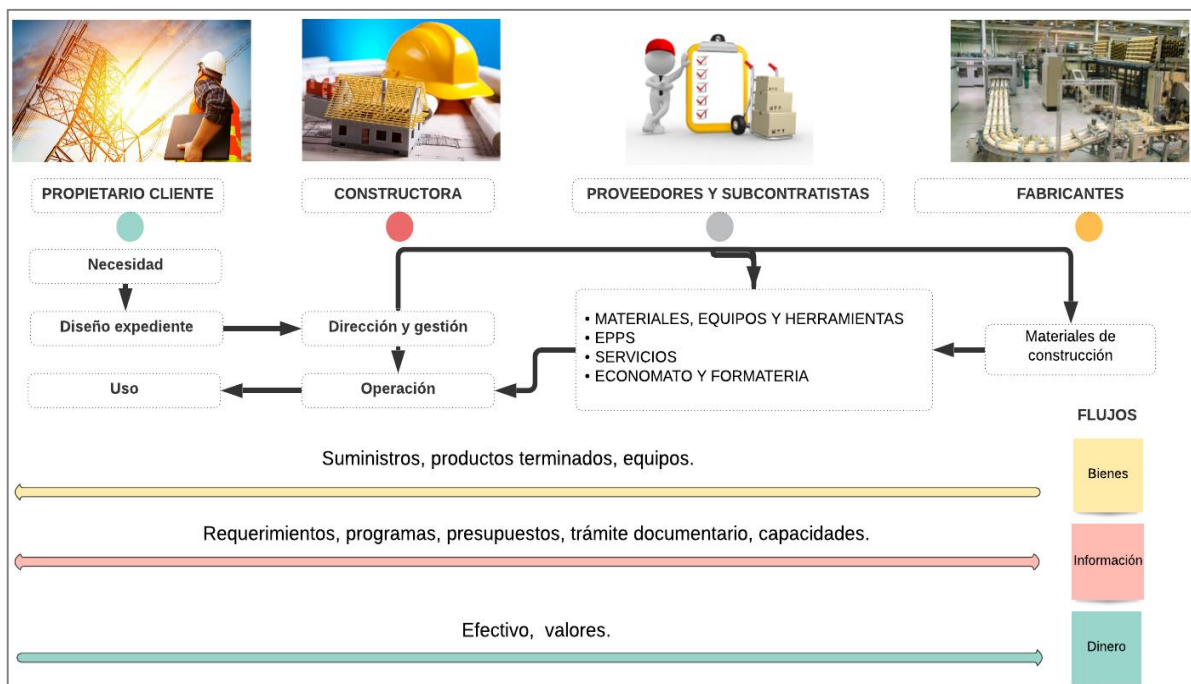 PROPIETARIO CLIENTE
CONSTRUCTORA
PROVEEDORES Y SUBCONTRATISTAS
FABRICANTES
Necesidad
Diseño expediente
Dirección y gestión
• MATERIALES, EQUIPOS Y HERRAMIENTAS
• EPPS
• SERVICIOS
• ECONOMATO Y FORMATERIA
Materiales de
construcción
Uso
Operación
FLUJOS
Suministros, productos terminados, equipos.
Bienes
Requerimientos, programas, presupuestos, trámite documentario, capacidades.
Información
Efectivo, valores.
Dinero